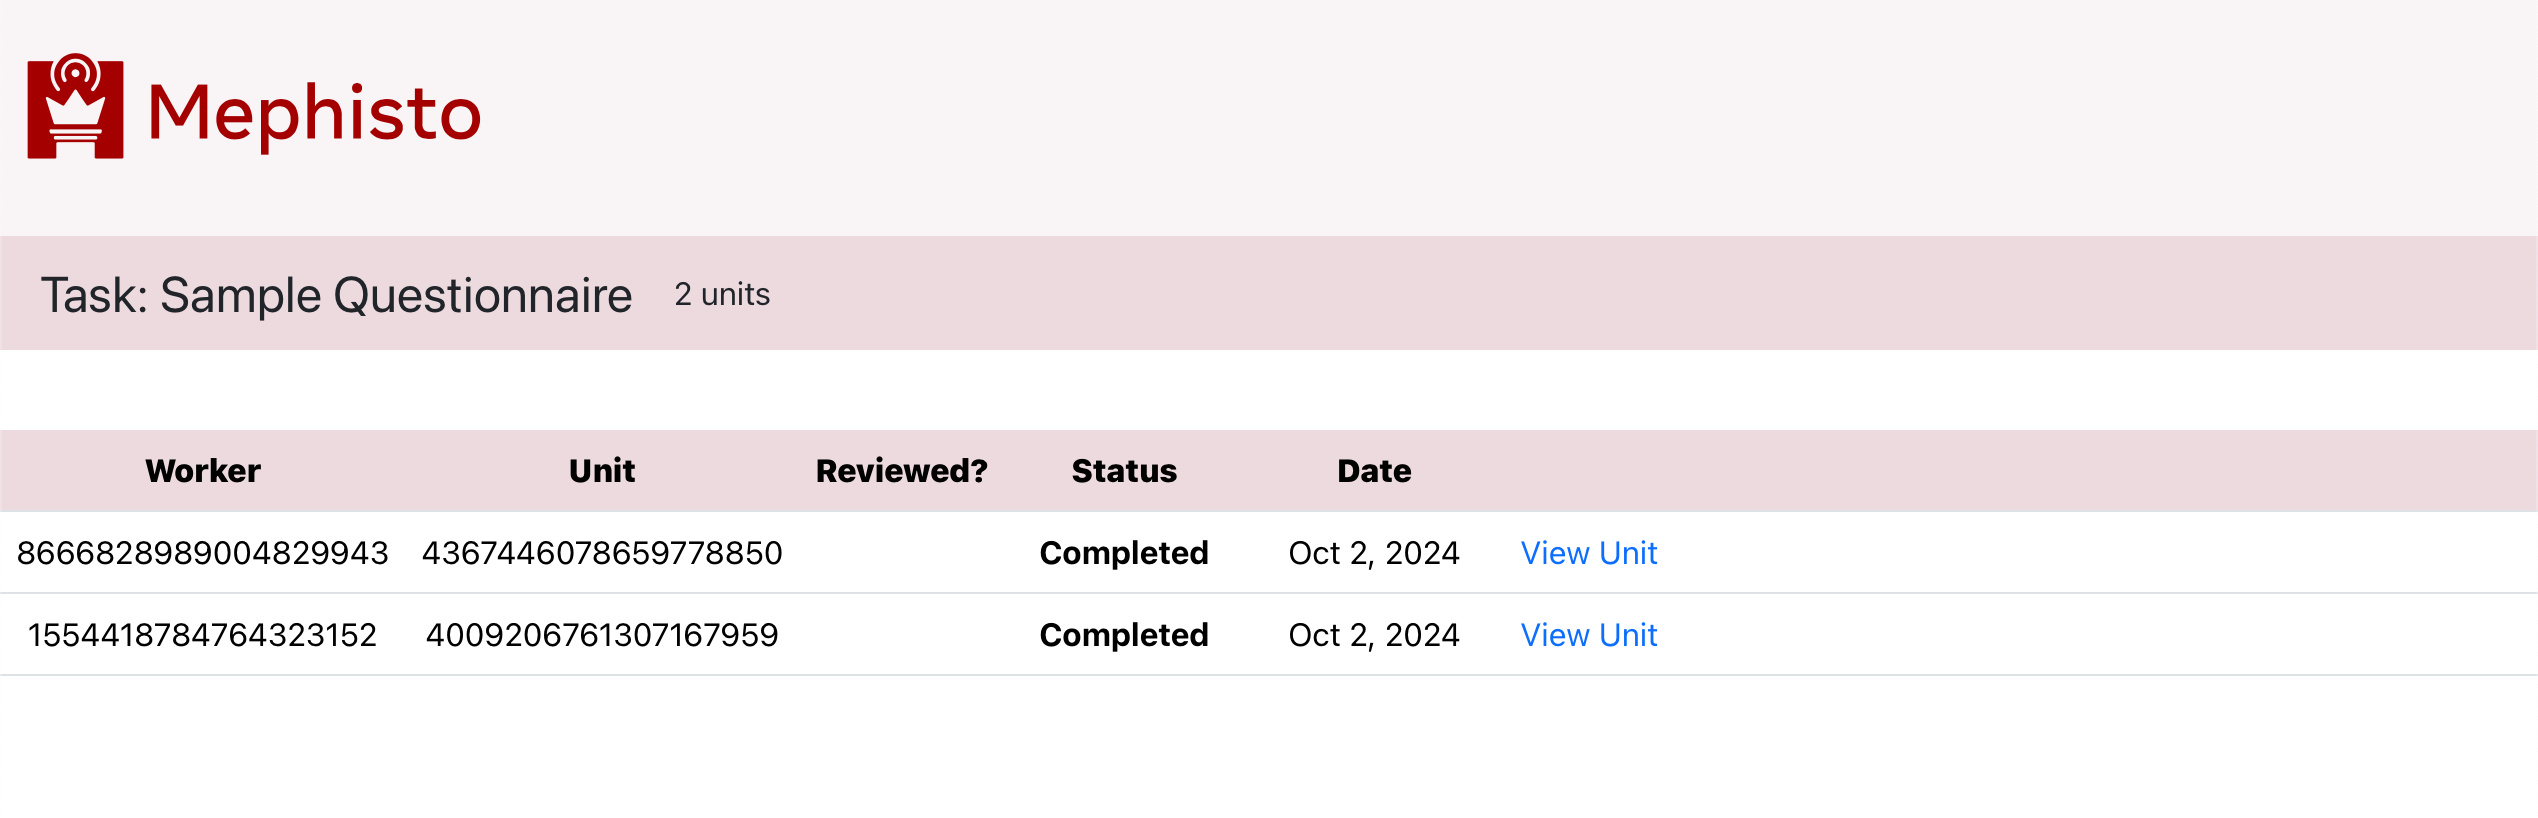 Mephisto
Task: Sample Questionnaire 2 units
Worker Unit Reviewed? Status Date
8666828989004829943 4367446078659778850 Completed Oct 2, 2024 View Unit
1554418784764323152 4009206761307167959 Completed Oct 2, 2024 View Unit